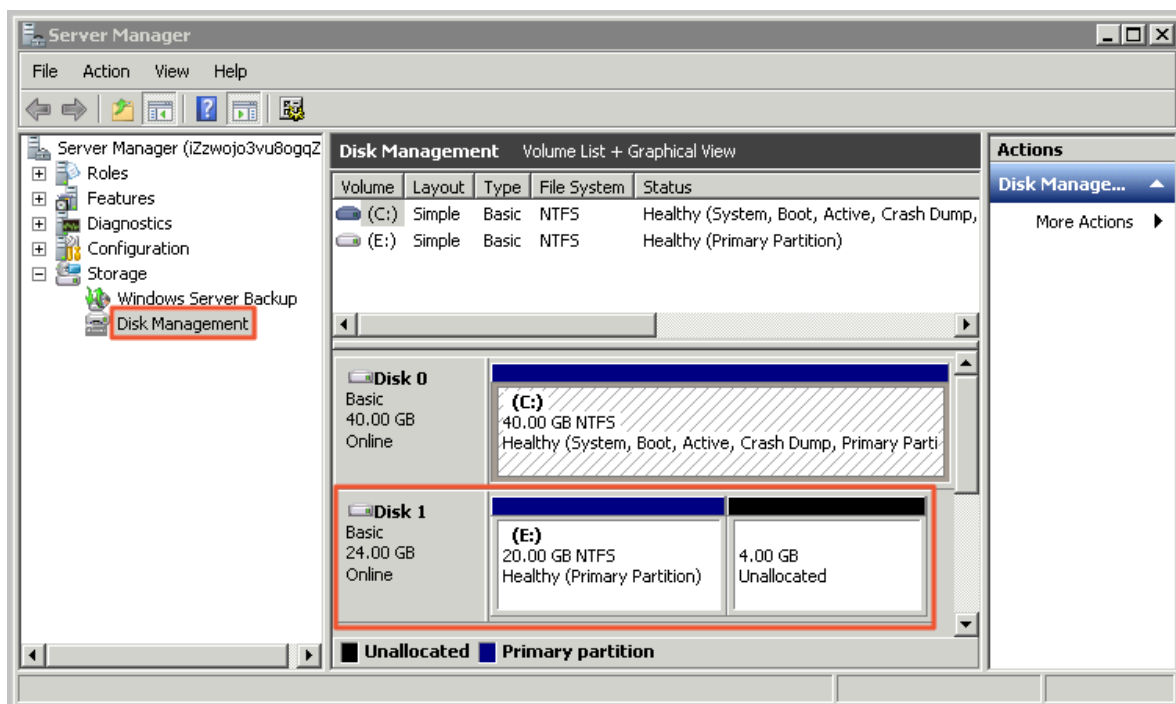 Server Manager
File Action View Help
Server Manager (iZzwojo3vu8ogqZ
Roles
Features
Diagnostics
Configuration
Storage
Windows Server Backup
Disk Management
Disk Management Volume List + Graphical View
Volume Layout Type File System Status
(C:) Simple Basic NTFS Healthy (System, Boot, Active, Crash Dump,
(E:) Simple Basic NTFS Healthy (Primary Partition)
Disk 0
Basic
40.00 GB
Online
(C:)
40.00 GB NTFS
Healthy (System, Boot, Active, Crash Dump, Primary Parti
Disk 1
Basic
24.00 GB
Online
(E:)
20.00 GB NTFS
Healthy (Primary Partition)
4.00 GB
Unallocated
Unallocated Primary partition
Actions
Disk Manage...
More Actions